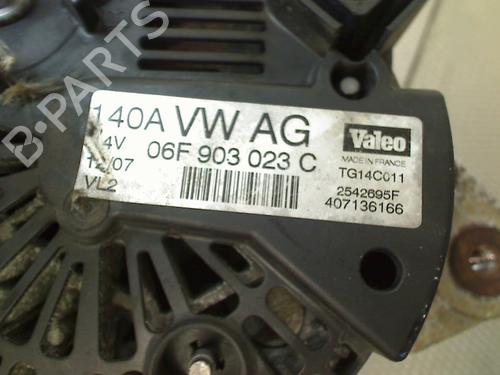 140A VW AG
14V 06F 903 023 C
12/07
VL2
Valeo
MADE IN FRANCE
TG14C011
2542695F
407136166
B-PARTS